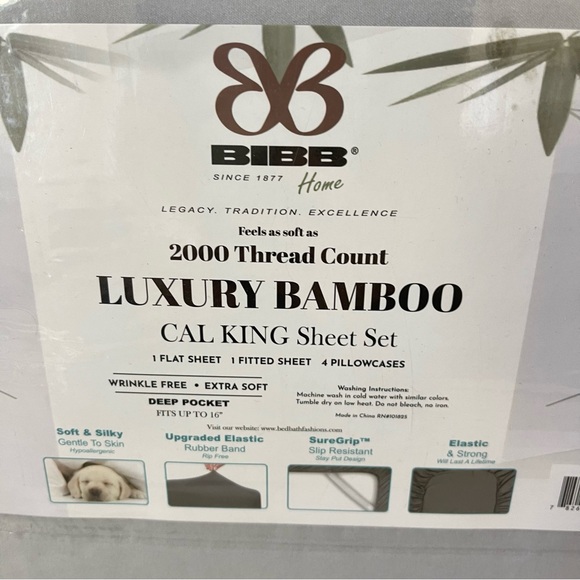 BIBB®
SINCE 1877 Home
LEGACY. TRADITION. EXCELLENCE
Feels as soft as
2000 Thread Count
LUXURY BAMBOO
CAL KING Sheet Set
1 FLAT SHEET 1 FITTED SHEET 4 PILLOWCASES
WRINKLE FREE • EXTRA SOFT
DEEP POCKET
FITS UP TO 16"
Washing Instructions:
Machine wash in cold water with similar colors.
Tumble dry on low heat. Do not bleach, no iron.
Made in China RN#101825
Visit our website: www.bedbathfashions.com
Soft & Silky
Gentle To Skin
Hypoallergenic
Upgraded Elastic
Rubber Band
Rip Free
SureGrip™
Slip Resistant
Stay Put Design
Elastic
& Strong
Will Last A Lifetime
7 826